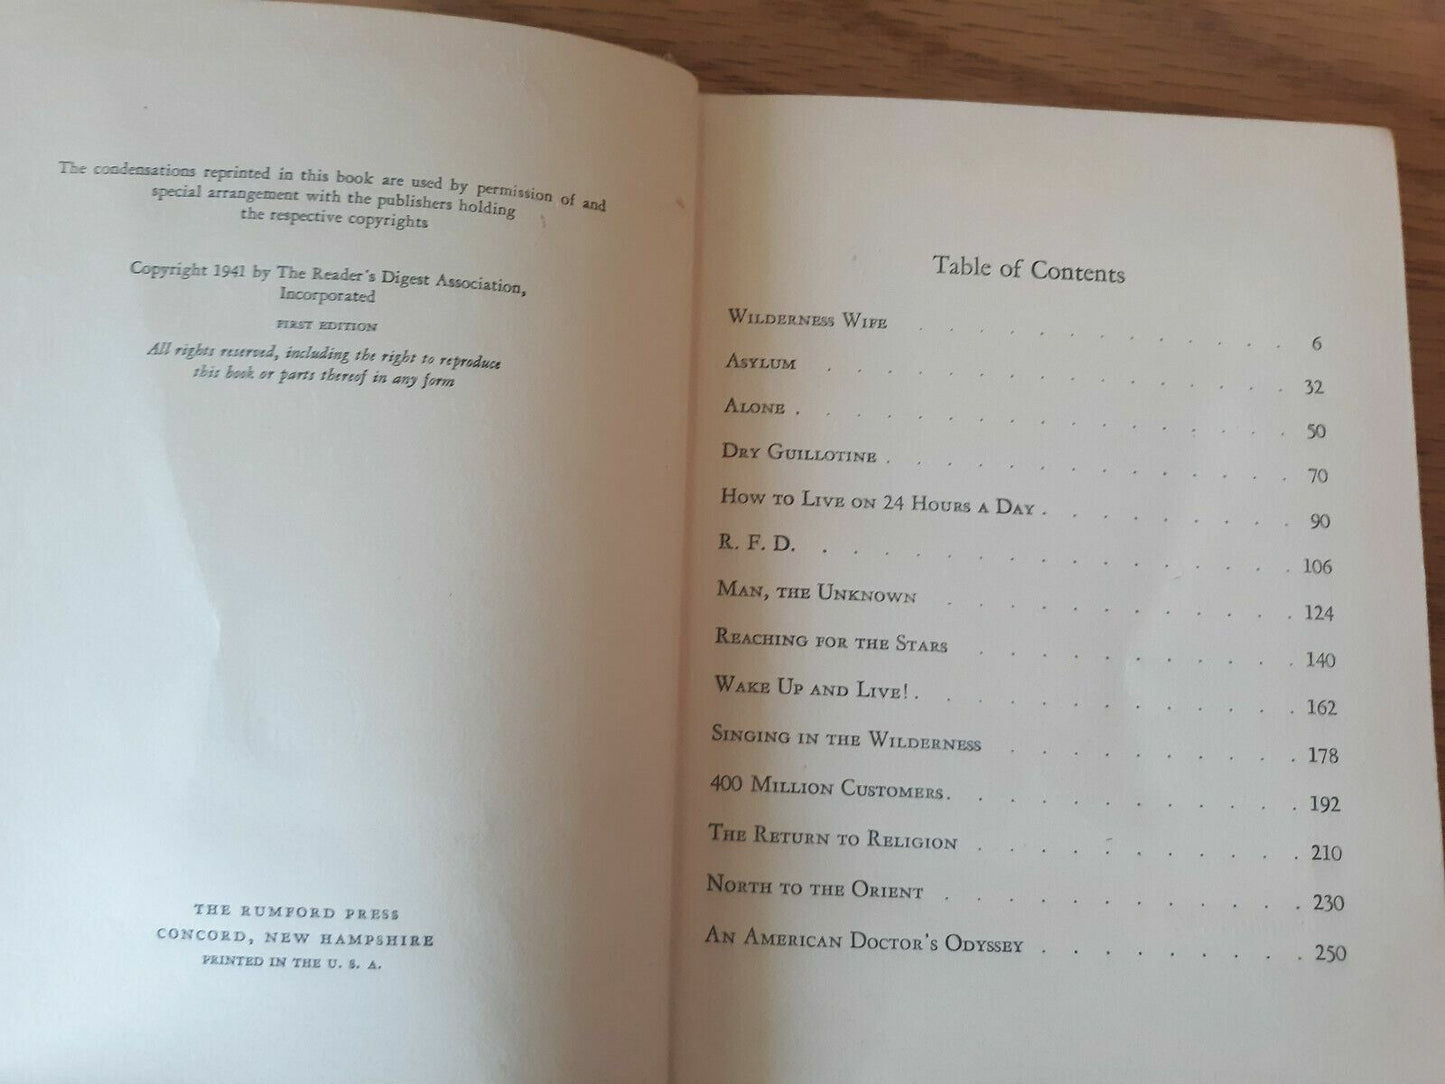 The condensations reprinted in this book are used by permission of and
special arrangement with the publishers holding
the respective copyrights
Copyright 1941 by The Reader's Digest Association,
Incorporated
FIRST EDITION
All rights reserved, including the right to reproduce
this book or parts thereof in any form
THE RUMFORD PRESS
CONCORD, NEW HAMPSHIRE
PRINTED IN THE U. S. A.
Table of Contents
WILDERNESS WIFE . . . . . . . . . . . . 6
ASYLUM . . . . . . . . . . . . . . . 32
ALONE . . . . . . . . . . . . . . . . 50
DRY GUILLOTINE . . . . . . . . . . . . . 70
HOW TO LIVE ON 24 HOURS A DAY . . . . . . . . 90
R. F. D. . . . . . . . . . . . . . . . 106
MAN, THE UNKNOWN . . . . . . . . . . . . 124
REACHING FOR THE STARS . . . . . . . . . . . 140
WAKE UP AND LIVE! . . . . . . . . . . . . . 162
SINGING IN THE WILDERNESS . . . . . . . . . . 178
400 MILLION CUSTOMERS . . . . . . . . . . . . 192
THE RETURN TO RELIGION . . . . . . . . . . . 210
NORTH TO THE ORIENT . . . . . . . . . . . . 230
AN AMERICAN DOCTOR'S ODYSSEY . . . . . . . . . 250